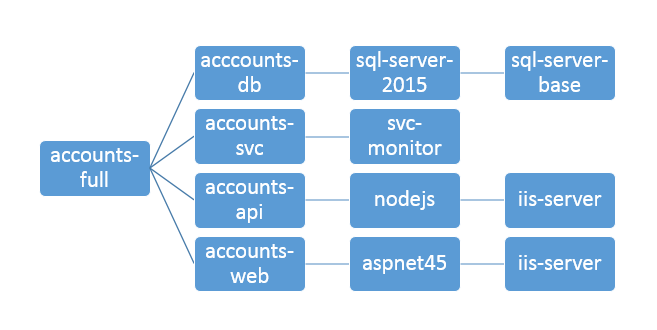 accounts-
full
acccounts-
db
sql-server-
2015
sql-server-
base
accounts-
svc
svc-
monitor
accounts-
api
nodejs
iis-server
accounts-
web
aspnet45
iis-server